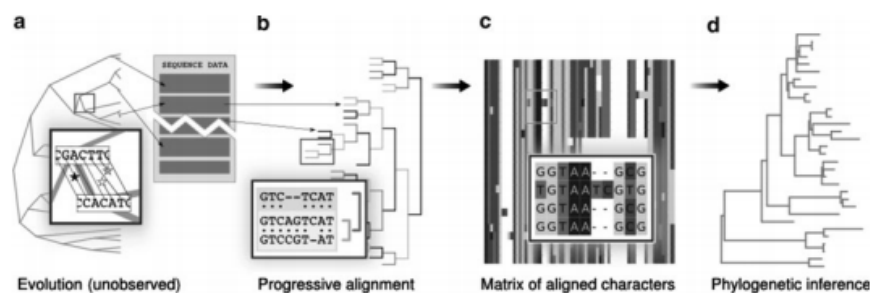 a
b
c
d
SEQUENCE DATA
CGACTTC
CCACATC
GTC--TCAT
GTCAGTCAT
GTCCGT-AT
GGTAA--GCG
TGTAATCGTG
GGTAA--GTG
GGTAA--GCG
Evolution (unobserved)
Progressive alignment
Matrix of aligned characters
Phylogenetic inference